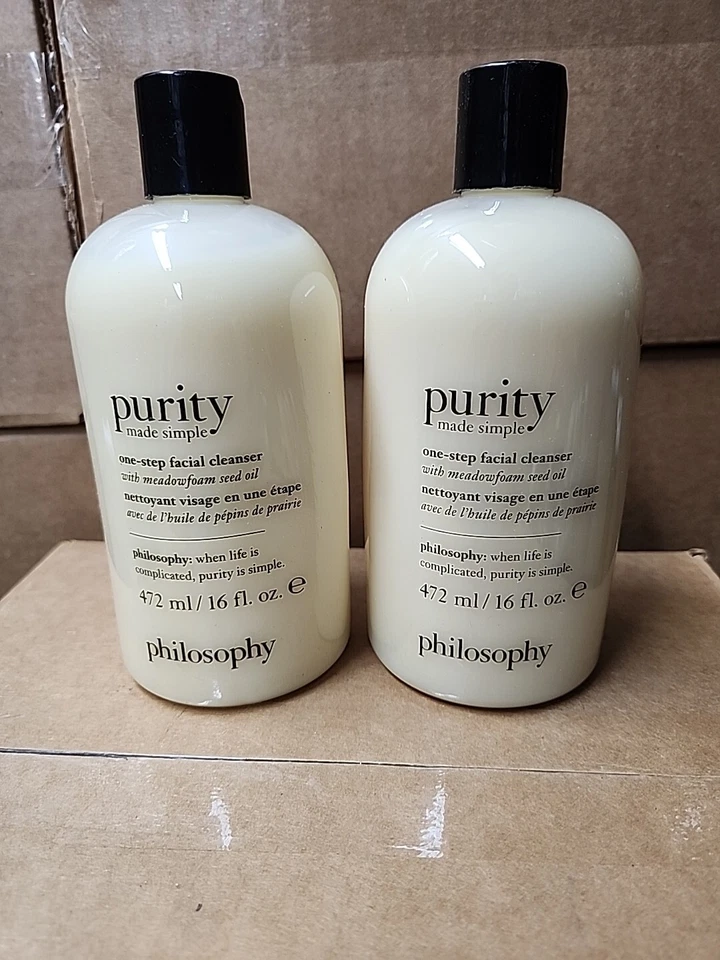 purity
made simple
one-step facial cleanser
with meadowfoam seed oil
nettoyant visage en une étape
avec de l'huile de pépins de prairie
philosophy: when life is
complicated, purity is simple.
472 ml / 16 fl. oz. ℮
philosophy
purity
made simple
one-step facial cleanser
with meadowfoam seed oil
nettoyant visage en une étape
avec de l'huile de pépins de prairie
philosophy: when life is
complicated, purity is simple.
472 ml / 16 fl. oz. ℮
philosophy